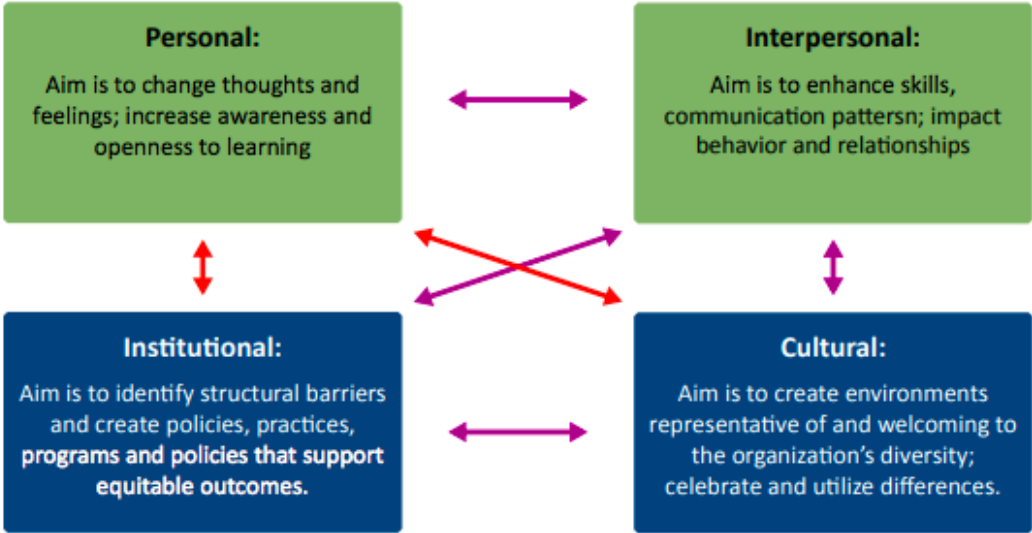 Personal:
Aim is to change thoughts and
feelings; increase awareness and
openness to learning
Interpersonal:
Aim is to enhance skills,
communication pattersn; impact
behavior and relationships
Institutional:
Aim is to identify structural barriers
and create policies, practices,
programs and policies that support
equitable outcomes.
Cultural:
Aim is to create environments
representative of and welcoming to
the organization's diversity;
celebrate and utilize differences.